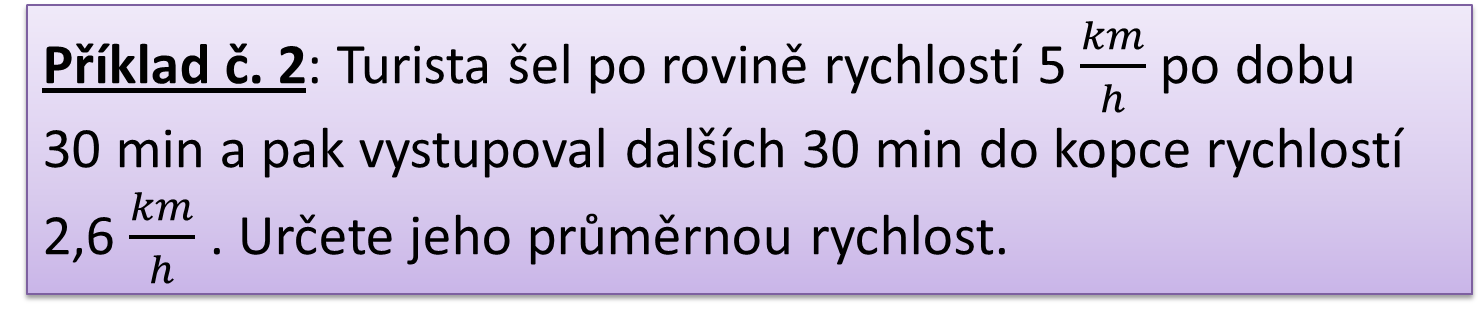 Příklad č. 2: Turista šel po rovině rychlostí 5 km/h po dobu
30 min a pak vystupoval dalších 30 min do kopce rychlostí
2,6 km/h . Určete jeho průměrnou rychlost.